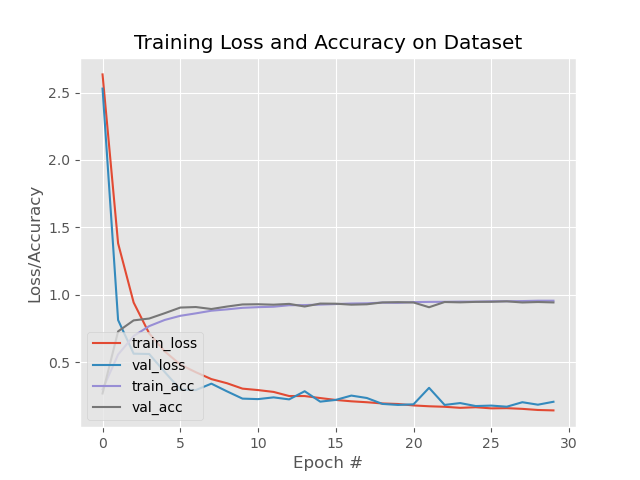 Training Loss and Accuracy on Dataset
Loss/Accuracy
2.5
2.0
1.5
1.0
0.5
train_loss
val_loss
train_acc
val_acc
0
5
10
15
20
25
30
Epoch #